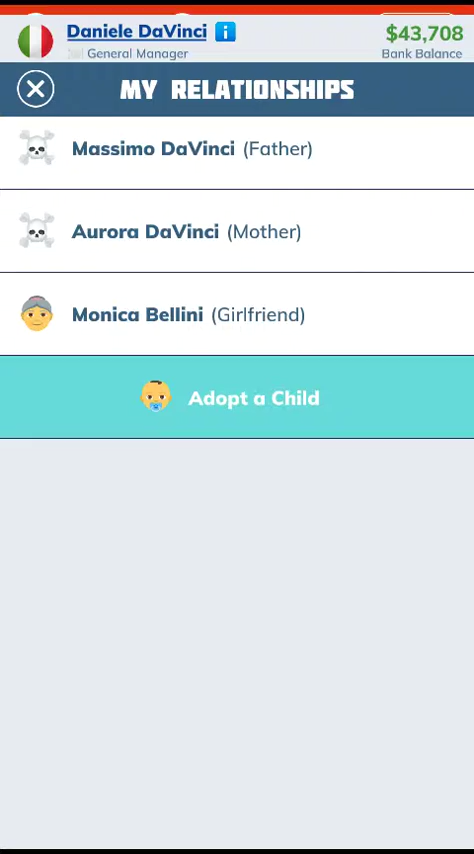 Daniele DaVinci i
$43,708
General Manager
Bank Balance
MY RELATIONSHIPS
Massimo DaVinci (Father)
Aurora DaVinci (Mother)
Monica Bellini (Girlfriend)
Adopt a Child